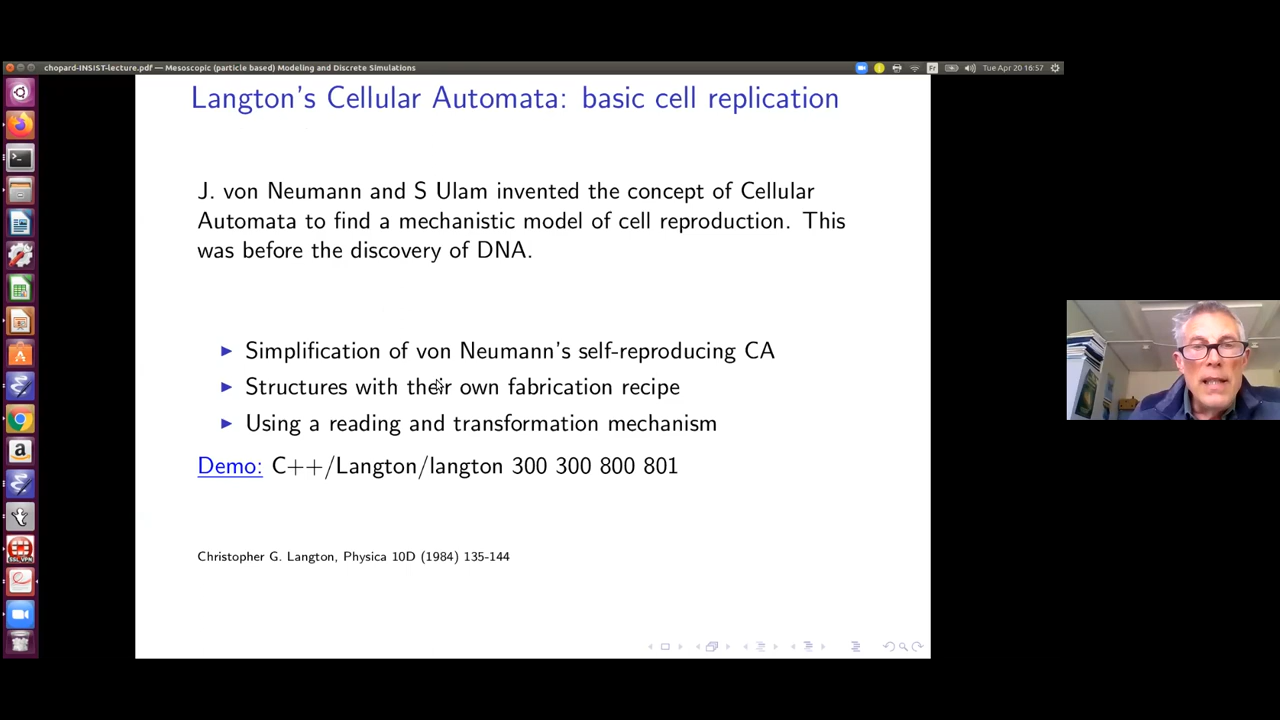 chopard-INSIST-lecture.pdf — Mesoscopic (particle based) Modeling and Discrete Simulations
Fr
Tue Apr 20 16:57
Langton's Cellular Automata: basic cell replication
J. von Neumann and S Ulam invented the concept of Cellular
Automata to find a mechanistic model of cell reproduction. This
was before the discovery of DNA.
Simplification of von Neumann's self-reproducing CA
Structures with their own fabrication recipe
Using a reading and transformation mechanism
Demo: C++/Langton/langton 300 300 800 801
Christopher G. Langton, Physica 10D (1984) 135-144
SSL VPN